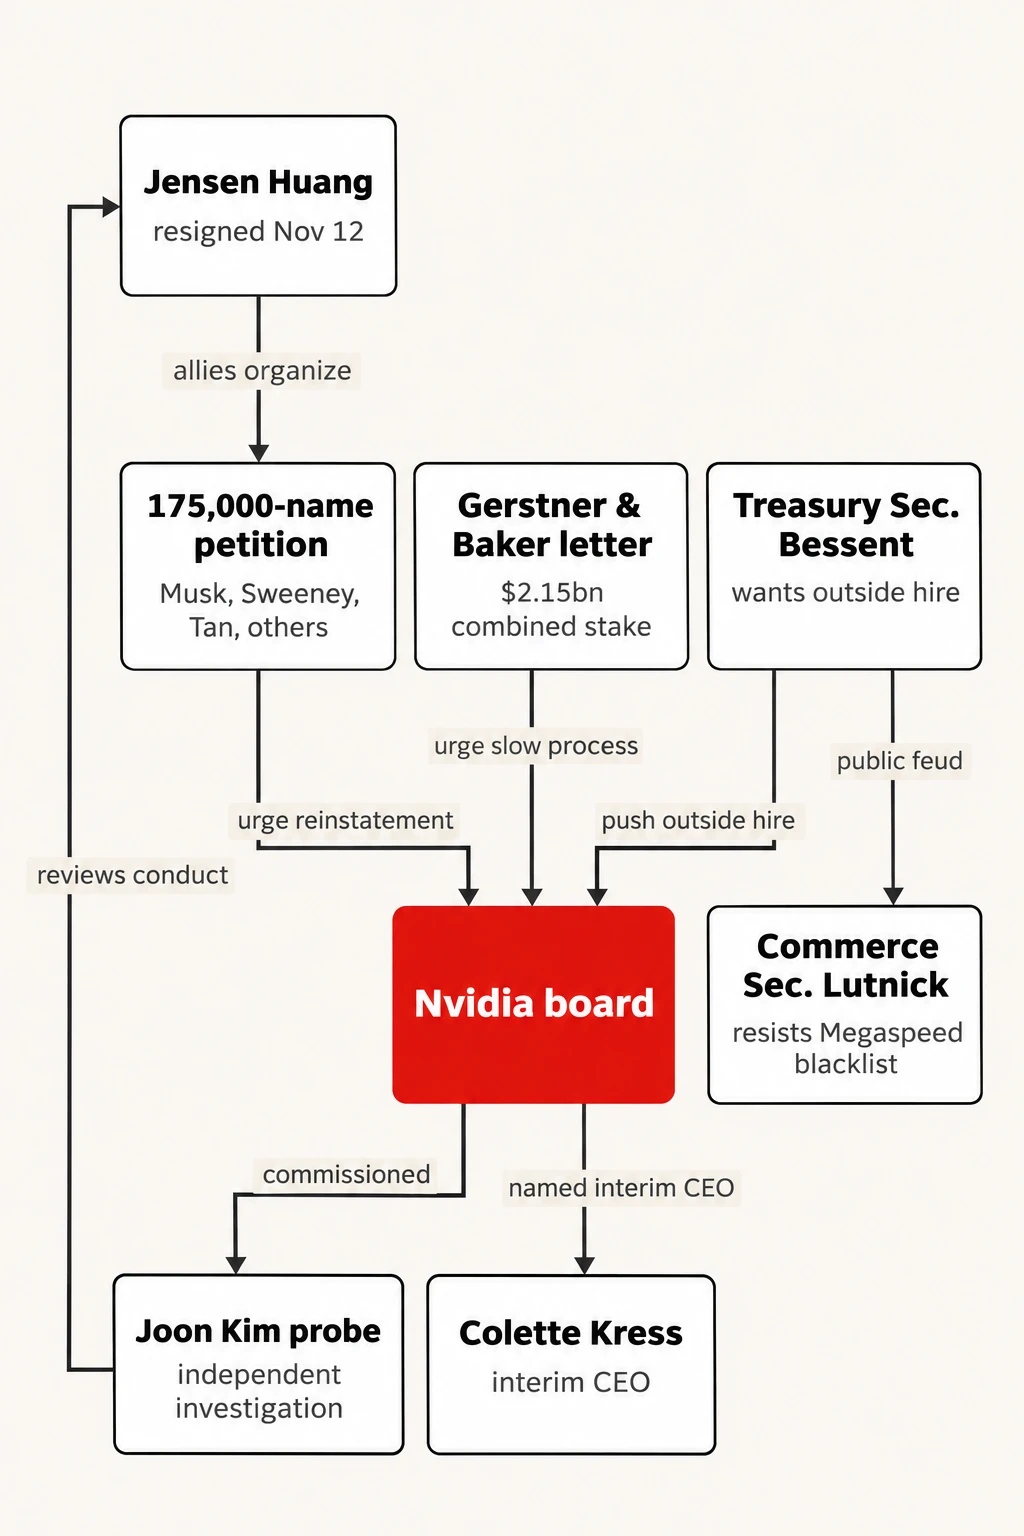 Jensen Huang
resigned Nov 12
allies organize
175,000-name
petition
Musk, Sweeney,
Tan, others
Gerstner &
Baker letter
$2.15bn
combined stake
Treasury Sec.
Bessent
wants outside hire
urge slow process
public feud
urge reinstatement
push outside hire
reviews conduct
Nvidia board
Commerce
Sec. Lutnick
resists Megaspeed
blacklist
commissioned
named interim CEO
Joon Kim probe
independent
investigation
Colette Kress
interim CEO